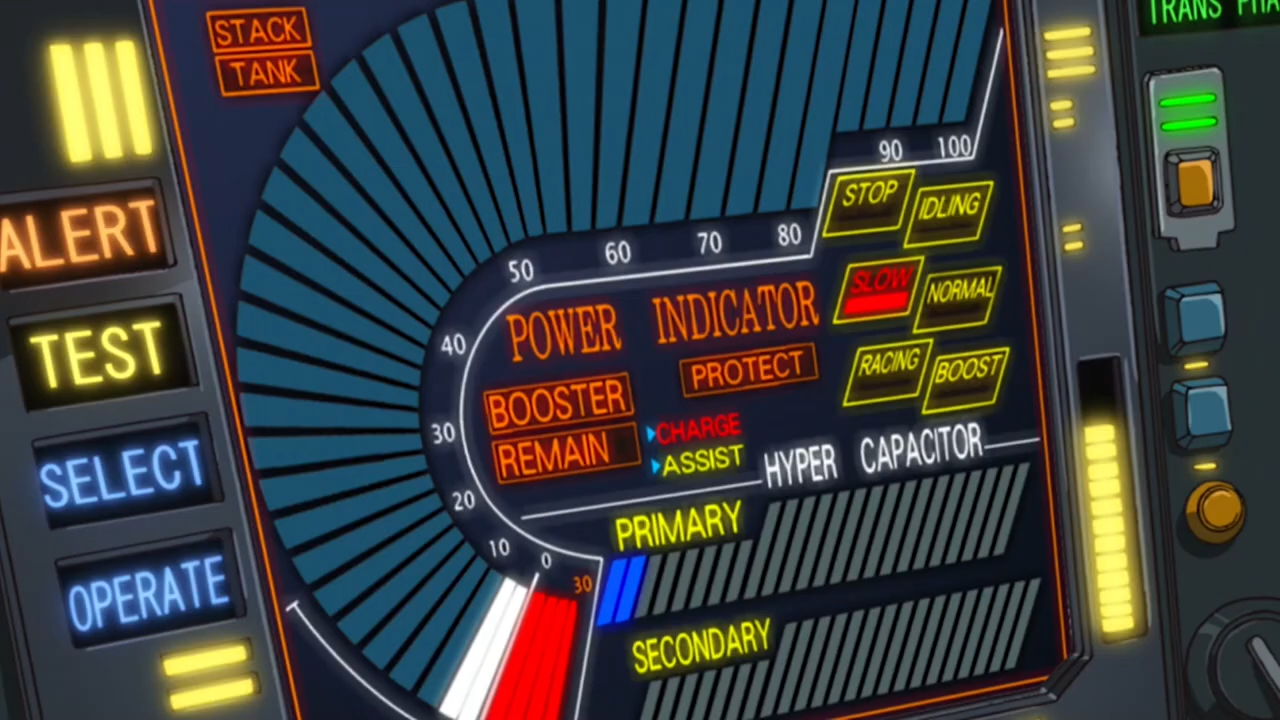 STACK
TANK
TRANS PHA
ALERT
TEST
SELECT
OPERATE
90 100
80
70
60
50
40
30
20
10
0
30
STOP IDLING
SLOW NORMAL
RACING BOOST
POWER INDICATOR
PROTECT
BOOSTER
REMAIN
CHARGE
ASSIST
HYPER CAPACITOR
PRIMARY
SECONDARY